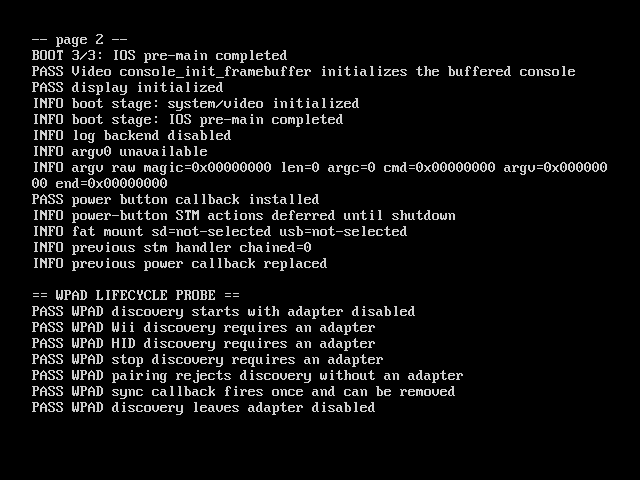 -- page 2 --
BOOT 3/3: IOS pre-main completed
PASS Video console_init_framebuffer initializes the buffered console
PASS display initialized
INFO boot stage: system/video initialized
INFO boot stage: IOS pre-main completed
INFO log backend disabled
INFO argv0 unavailable
INFO argv raw magic=0x00000000 len=0 argc=0 cmd=0x00000000 argv=0x000000
00 end=0x00000000
PASS power button callback installed
INFO power-button STM actions deferred until shutdown
INFO fat mount sd=not-selected usb=not-selected
INFO previous stm handler chained=0
INFO previous power callback replaced
== WPAD LIFECYCLE PROBE ==
PASS WPAD discovery starts with adapter disabled
PASS WPAD Wii discovery requires an adapter
PASS WPAD HID discovery requires an adapter
PASS WPAD stop discovery requires an adapter
PASS WPAD pairing rejects discovery without an adapter
PASS WPAD sync callback fires once and can be removed
PASS WPAD discovery leaves adapter disabled